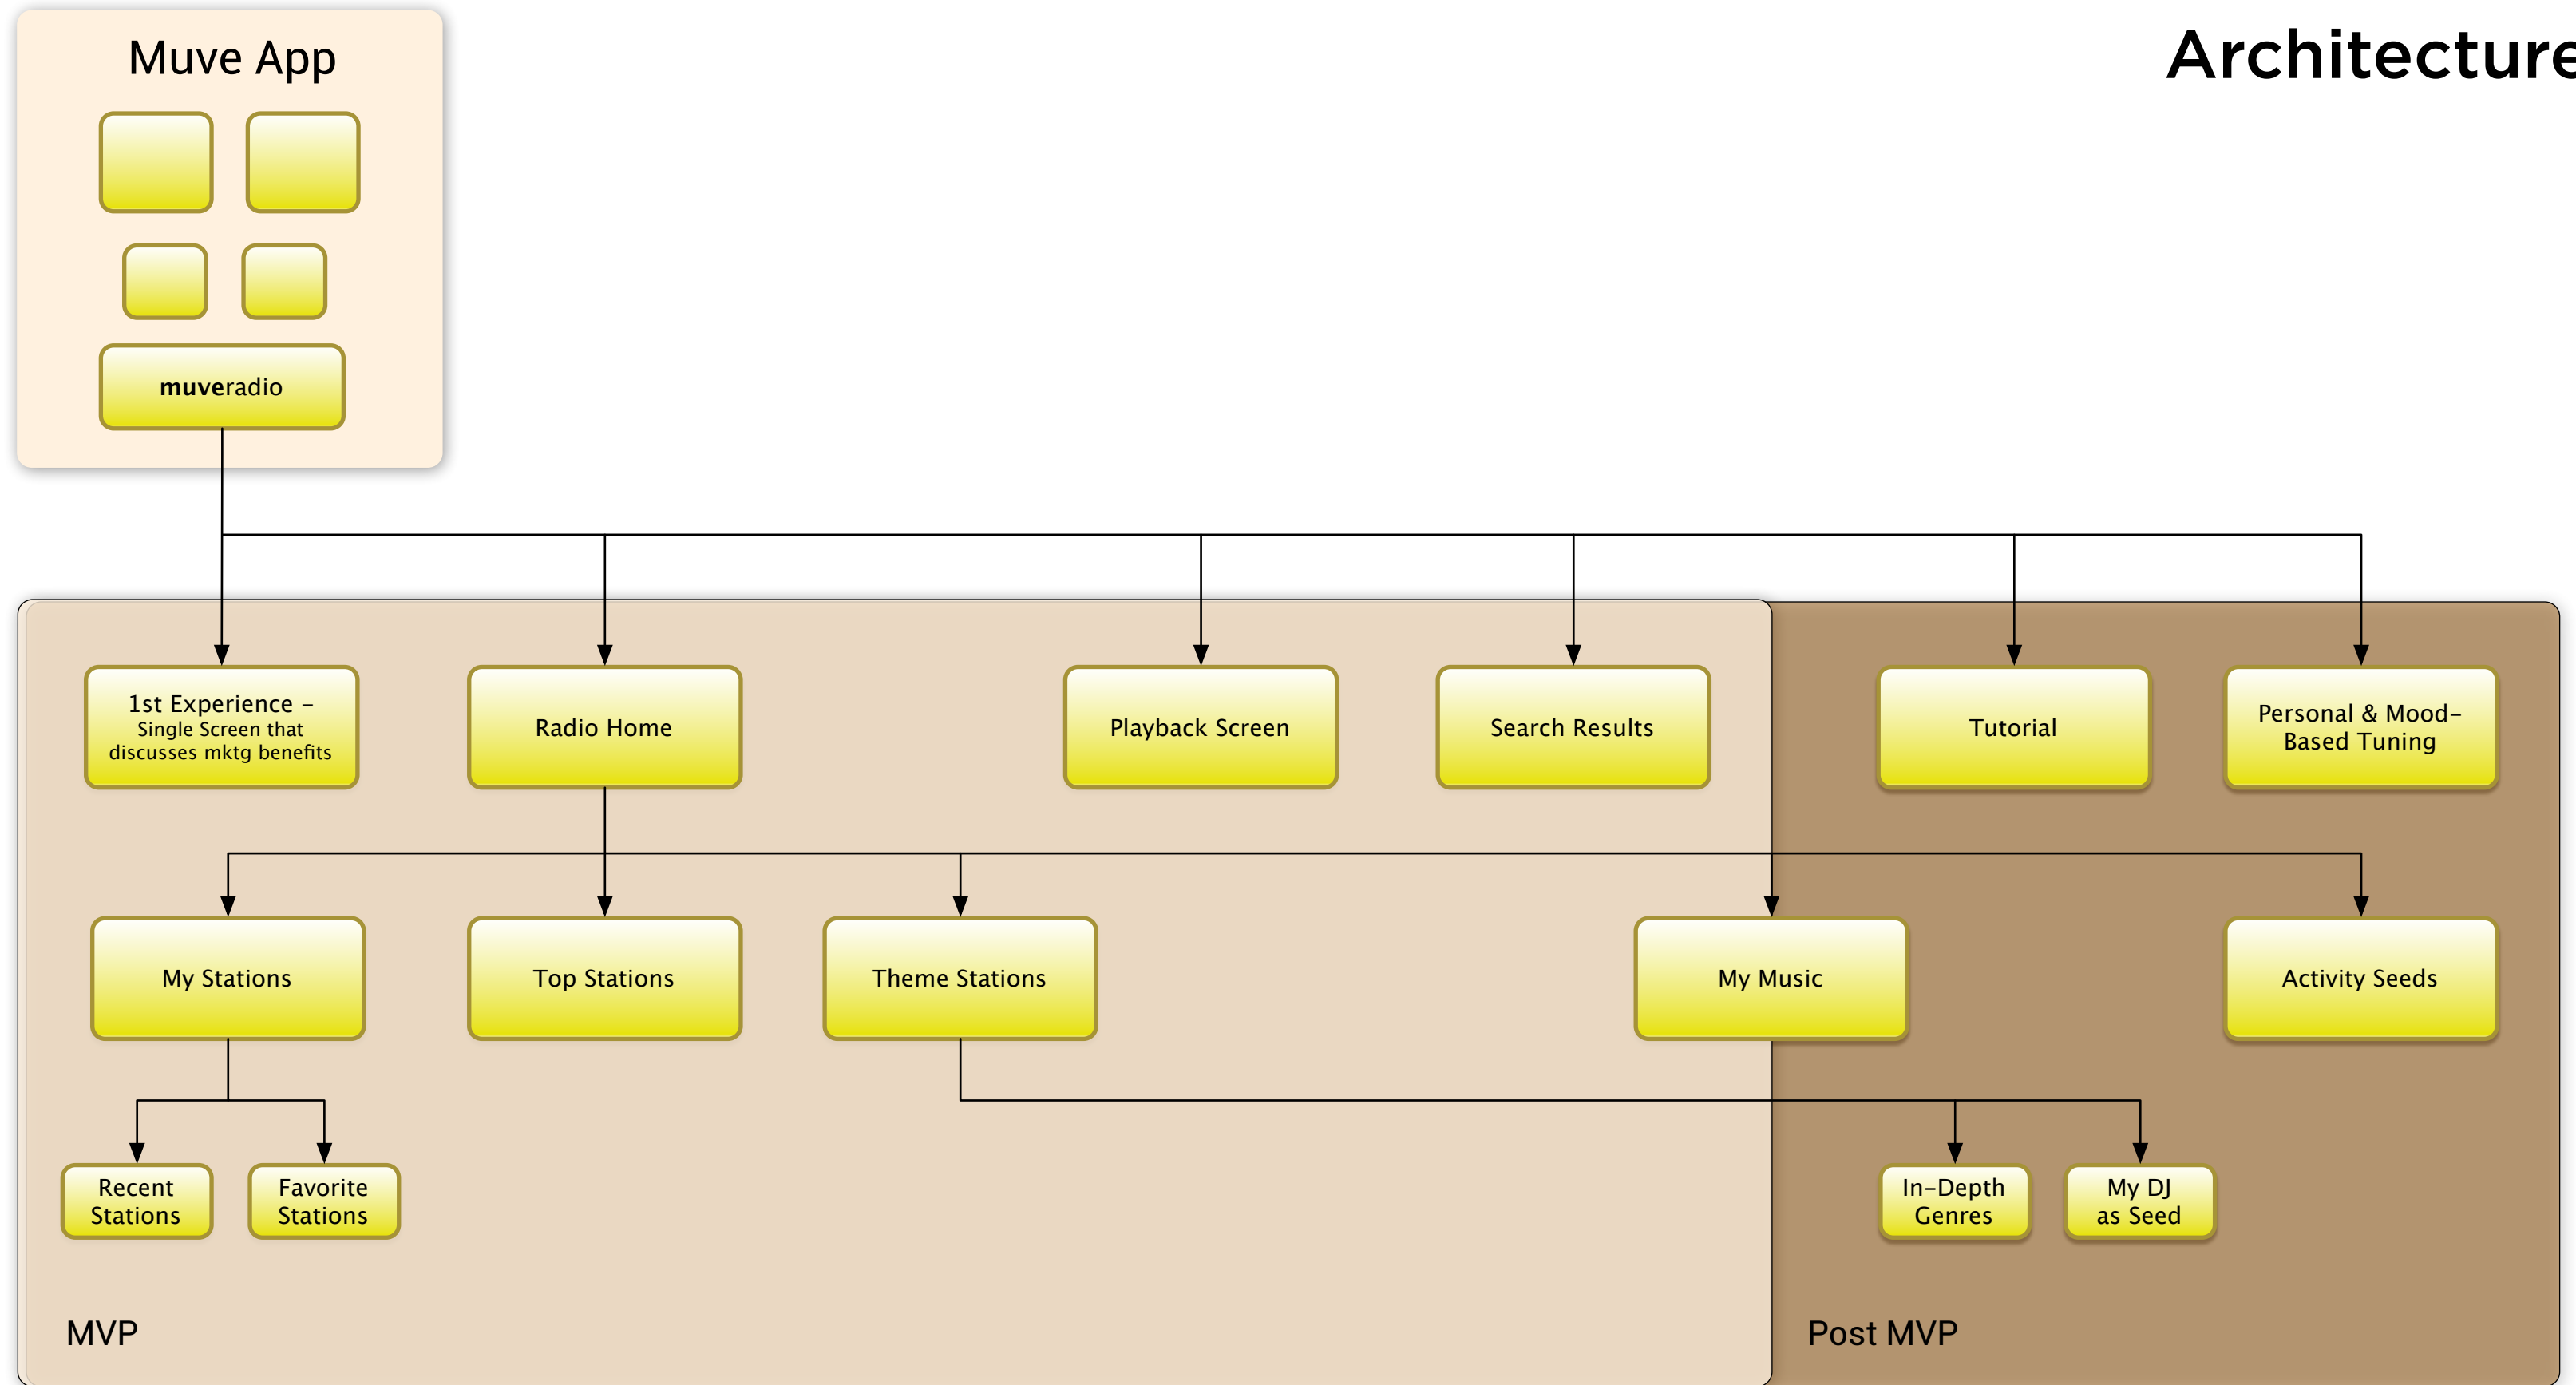 Muve App
Architecture
muveradio
1st Experience –
Single Screen that
discusses mktg benefits
Radio Home
Playback Screen
Search Results
Tutorial
Personal & Mood–
Based Tuning
My Stations
Top Stations
Theme Stations
My Music
Activity Seeds
Recent
Stations
Favorite
Stations
In–Depth
Genres
My DJ
as Seed
MVP
Post MVP